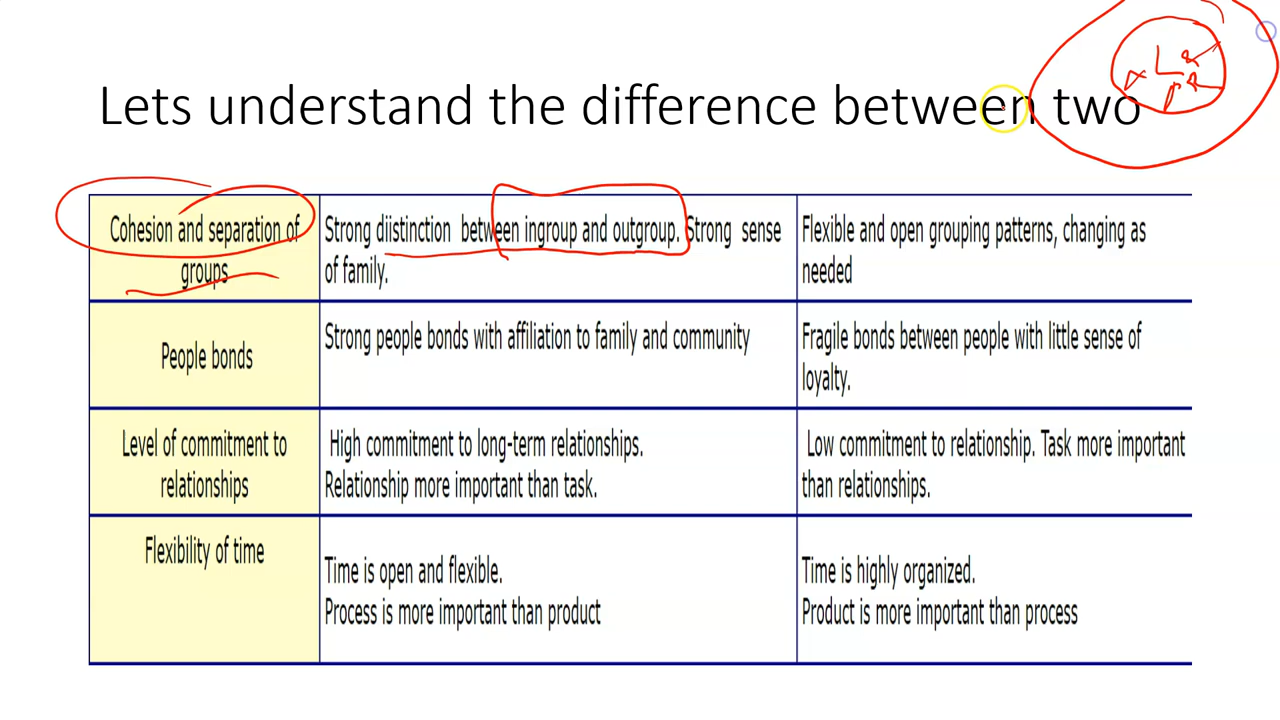 Lets understand the difference between two
Cohesion and separation of
groups
Strong diistinction between ingroup and outgroup. Strong sense
of family.
Flexible and open grouping patterns, changing as
needed
People bonds
Strong people bonds with affiliation to family and community
Fragile bonds between people with little sense of
loyalty.
Level of commitment to
relationships
High commitment to long-term relationships.
Relationship more important than task.
Low commitment to relationship. Task more important
than relationships.
Flexibility of time
Time is open and flexible.
Process is more important than product
Time is highly organized.
Product is more important than process